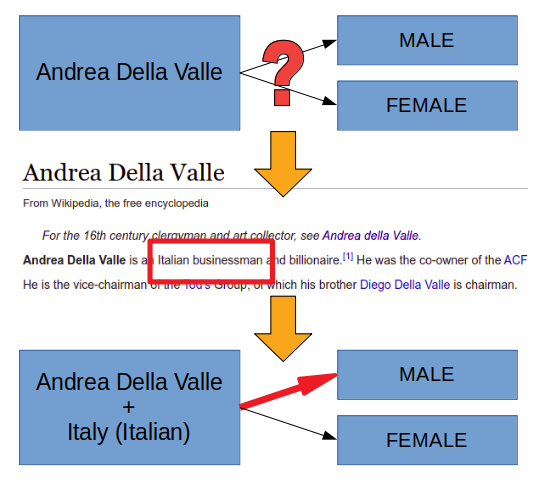 Andrea Della Valle
?
MALE
FEMALE
Andrea Della Valle
From Wikipedia, the free encyclopedia
For the 16th century clergyman and art collector, see Andrea della Valle.
Andrea Della Valle is an Italian businessman and billionaire.[1] He was the co-owner of the ACF
He is the vice-chairman of the Tod's Group, of which his brother Diego Della Valle is chairman.
Andrea Della Valle
+
Italy (Italian)
MALE
FEMALE